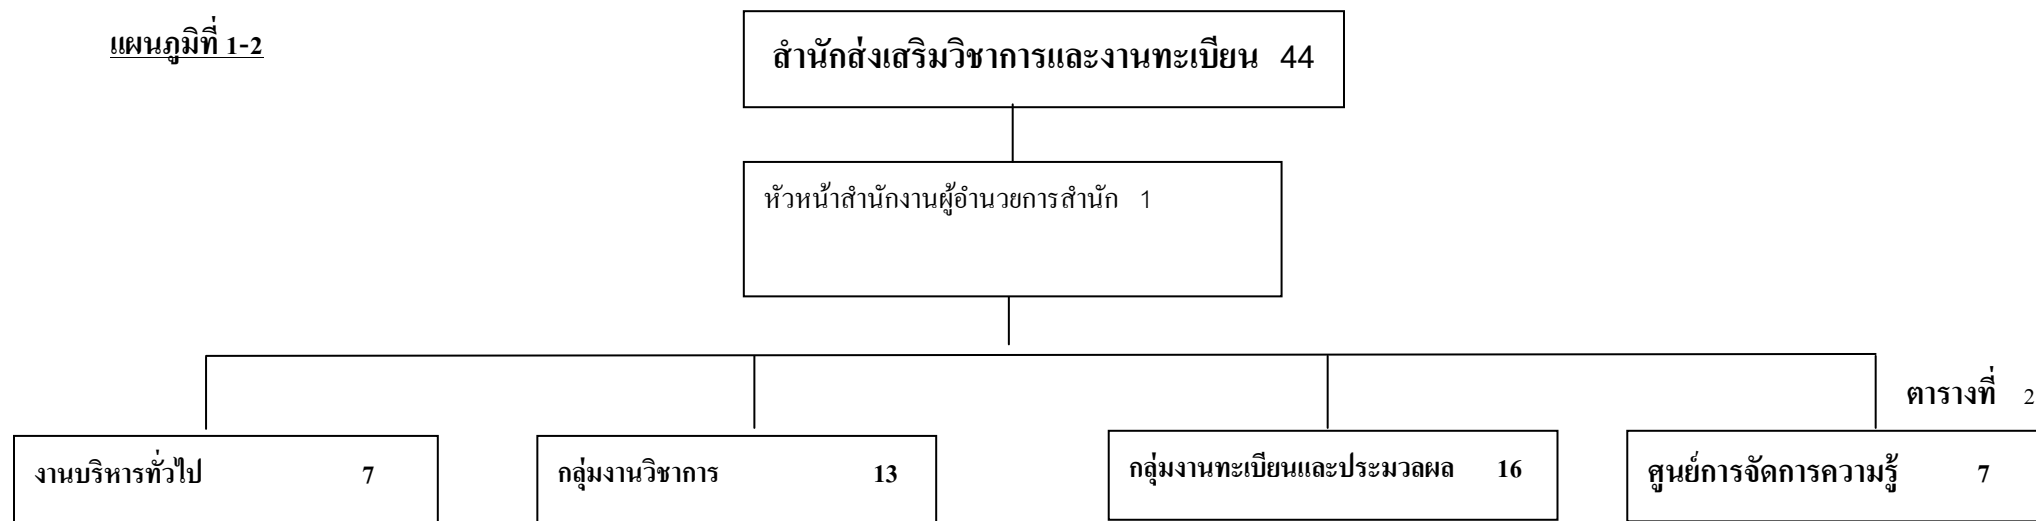 แผนภูมิที่ 1-2
สำนักส่งเสริมวิชาการและงานทะเบียน 44
หัวหน้าสำนักงานผู้อำนวยการสำนัก 1
ตารางที่ 2
งานบริหารทั่วไป 7
กลุ่มงานวิชาการ 13
กลุ่มงานทะเบียนและประมวลผล 16
ศูนย์การจัดการความรู้ 7